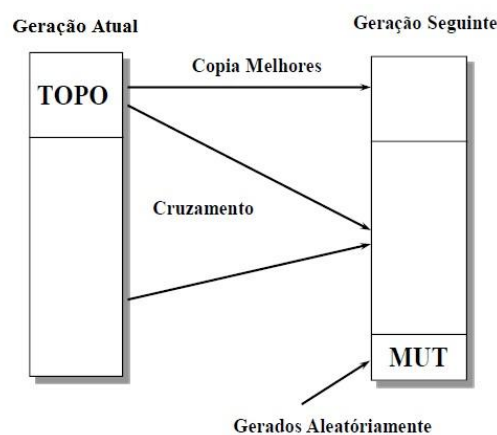 Geração Atual
Geração Seguinte
Copia Melhores
TOPO
Cruzamento
MUT
Gerados Aleatóriamente